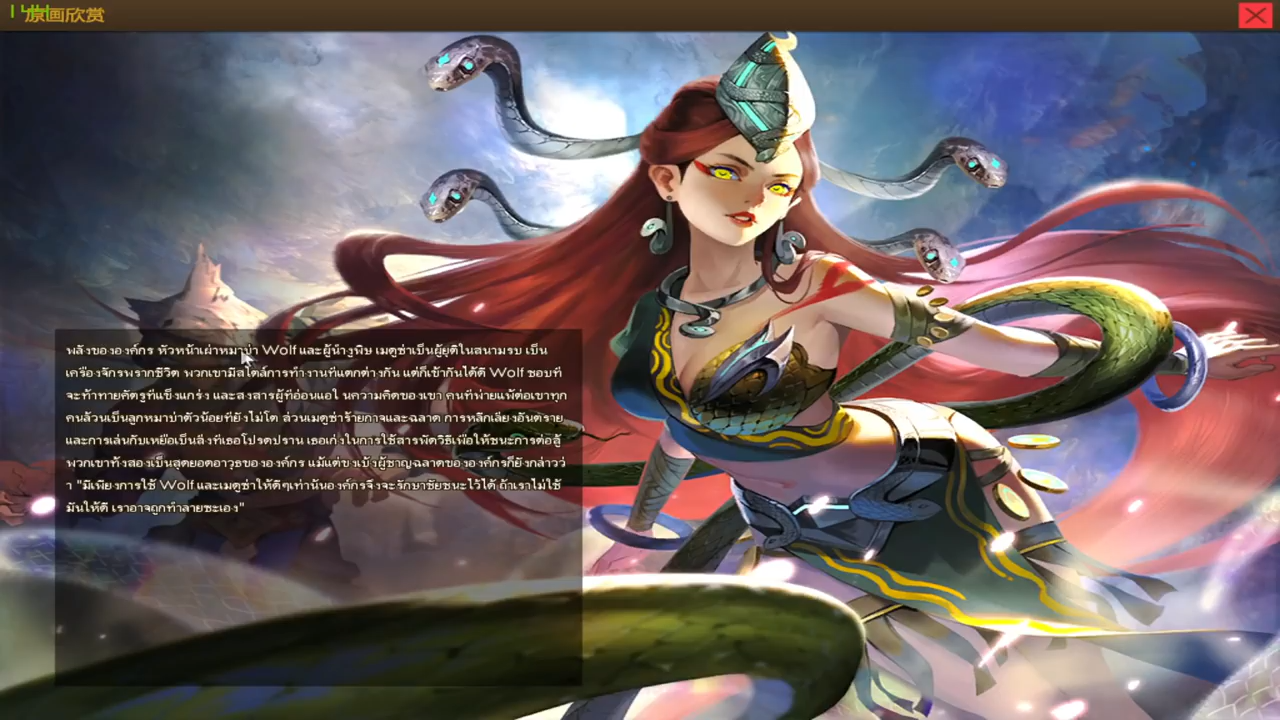 原画欣赏
พลังขององค์กร หัวหน้าเผ่าหมาบ้า Wolf และผู้นำงูพิษ เมดูซ่าเป็นผู้ยุติในสนามรบ เป็น
เครื่องจักรพรากชีวิต พวกเขามีสไตล์การทำงานที่แตกต่างกัน แต่ก็เข้ากันได้ดี Wolf ชอบที่
จะท้าทายศัตรูที่แข็งแกร่ง และสงสารผู้ที่อ่อนแอใ นความคิดของเขา คนที่พ่ายแพ้ต่อเขาทุก
คนล้วนเป็นลูกหมาบ้าตัวน้อยที่ยังไม่โต ส่วนเมดูซ่าร้ายกาจและฉลาด การหลีกเลี่ยงอันตราย
และการเล่นกับเหยื่อเป็นสิ่งที่เธอโปรดปราน เธอเก่งในการใช้สารพัดวิธีเพื่อให้ชนะการต่อสู้
พวกเขาทั้งสองเป็นสุดยอดอาวุธขององค์กร แม้แต่ขงเบ้งผู้ชาญฉลาดขององค์กรก็ยังกล่าวว่
า "มีเพียงการใช้ Wolf และเมดูซ่าให้ดีๆเท่านั้นองค์กรจึงจะรักษาชัยชนะไว้ได้ ถ้าเราไม่ใช้
มันให้ดี เราอาจถูกทำลายซะเอง"